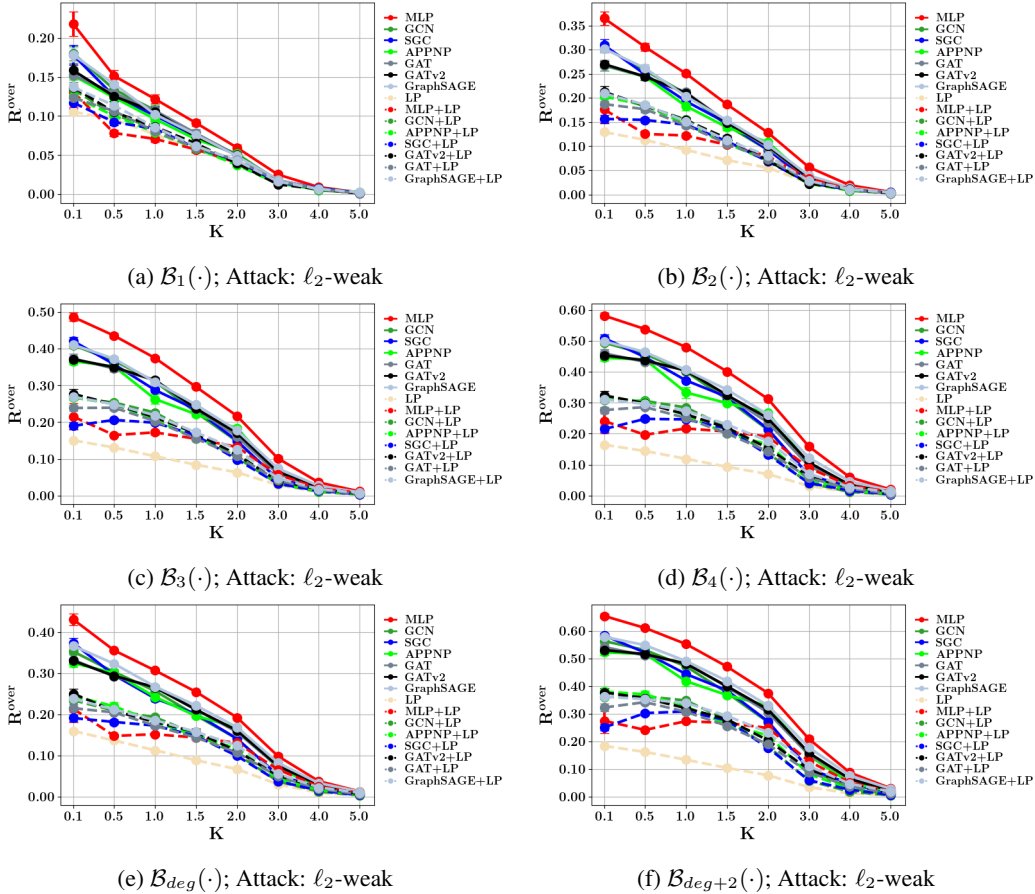 0.20
0.15
0.10
0.05
0.00
R^over
0.1 0.5 1.0 1.5 2.0 3.0 4.0 5.0
K
MLP
GCN
SGC
APPNP
GAT
GATv2
GraphSAGE
LP
MLP+LP
GCN+LP
APPNP+LP
SGC+LP
GATv2+LP
GAT+LP
GraphSAGE+LP
(a) B_1(·); Attack: ℓ_2-weak
0.35
0.30
0.25
0.20
0.15
0.10
0.05
0.00
R^over
0.1 0.5 1.0 1.5 2.0 3.0 4.0 5.0
K
MLP
GCN
SGC
APPNP
GAT
GATv2
GraphSAGE
LP
MLP+LP
GCN+LP
APPNP+LP
SGC+LP
GATv2+LP
GAT+LP
GraphSAGE+LP
(b) B_2(·); Attack: ℓ_2-weak
0.50
0.40
0.30
0.20
0.10
0.00
R^over
0.1 0.5 1.0 1.5 2.0 3.0 4.0 5.0
K
MLP
GCN
SGC
APPNP
GAT
GATv2
GraphSAGE
LP
MLP+LP
GCN+LP
APPNP+LP
SGC+LP
GATv2+LP
GAT+LP
GraphSAGE+LP
(c) B_3(·); Attack: ℓ_2-weak
0.60
0.50
0.40
0.30
0.20
0.10
0.00
R^over
0.1 0.5 1.0 1.5 2.0 3.0 4.0 5.0
K
MLP
GCN
SGC
APPNP
GAT
GATv2
GraphSAGE
LP
MLP+LP
GCN+LP
APPNP+LP
SGC+LP
GATv2+LP
GAT+LP
GraphSAGE+LP
(d) B_4(·); Attack: ℓ_2-weak
0.40
0.30
0.20
0.10
0.00
R^over
0.1 0.5 1.0 1.5 2.0 3.0 4.0 5.0
K
MLP
GCN
SGC
APPNP
GAT
GATv2
GraphSAGE
LP
MLP+LP
GCN+LP
APPNP+LP
SGC+LP
GATv2+LP
GAT+LP
GraphSAGE+LP
(e) B_deg(·); Attack: ℓ_2-weak
0.60
0.50
0.40
0.30
0.20
0.10
0.00
R^over
0.1 0.5 1.0 1.5 2.0 3.0 4.0 5.0
K
MLP
GCN
SGC
APPNP
GAT
GATv2
GraphSAGE
LP
MLP+LP
GCN+LP
APPNP+LP
SGC+LP
GATv2+LP
GAT+LP
GraphSAGE+LP
(f) B_deg+2(·); Attack: ℓ_2-weak